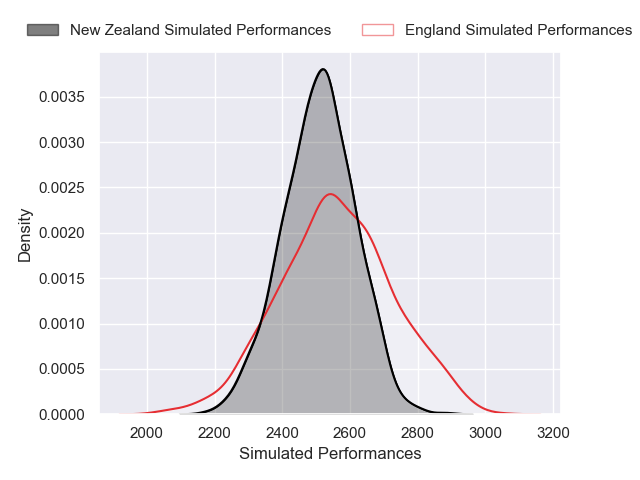 New Zealand Simulated Performances England Simulated Performances
0.0035
0.0030
0.0025
0.0020
0.0015
0.0010
0.0005
0.0000
Density
2000 2200 2400 2600 2800 3000 3200
Simulated Performances